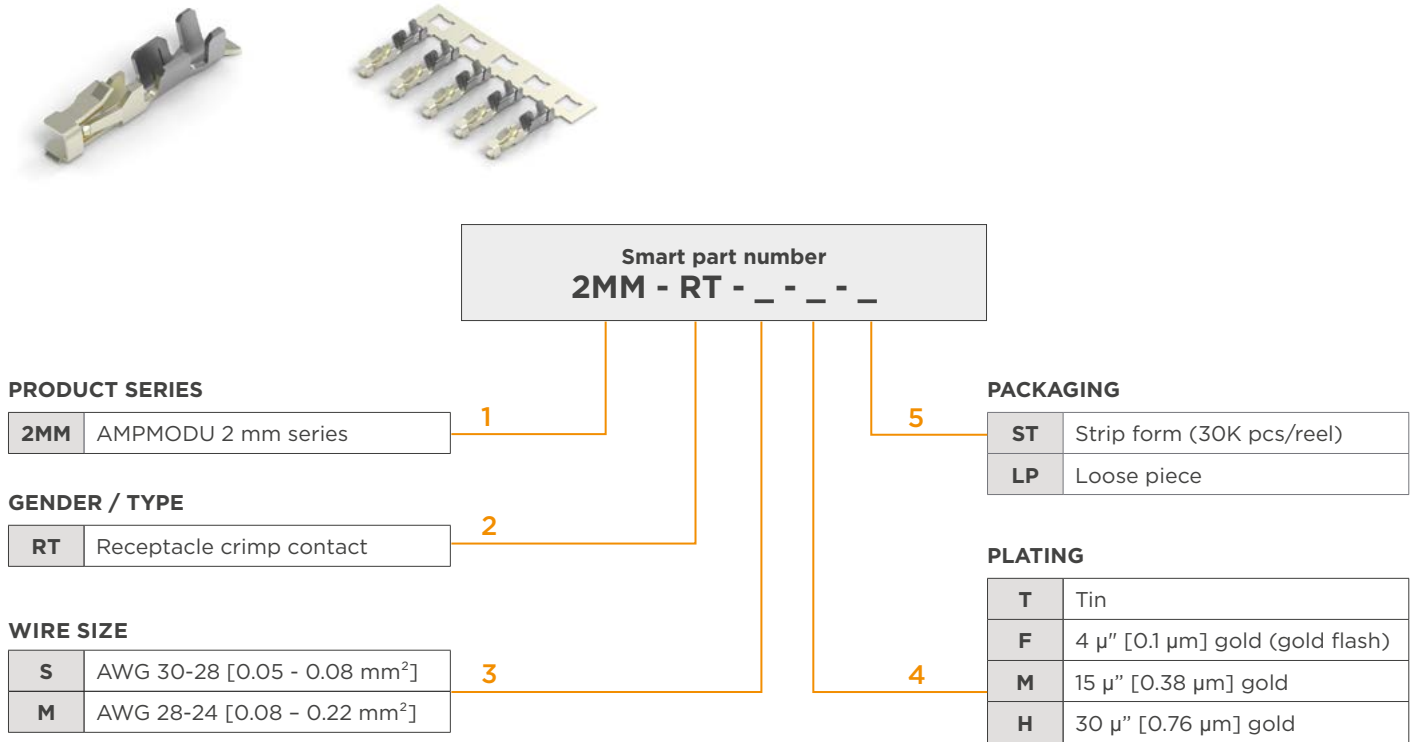 Smart part number
2MM - RT - _ - _ - _
PRODUCT SERIES
2MM AMPMODU 2 mm series
1
GENDER / TYPE
RT Receptacle crimp contact
2
WIRE SIZE
S AWG 30-28 [0.05 - 0.08 mm²]
M AWG 28-24 [0.08 – 0.22 mm²]
3
PACKAGING
5
ST Strip form (30K pcs/reel)
LP Loose piece
PLATING
4
T Tin
F 4 µ" [0.1 µm] gold (gold flash)
M 15 µ” [0.38 µm] gold
H 30 µ” [0.76 µm] gold